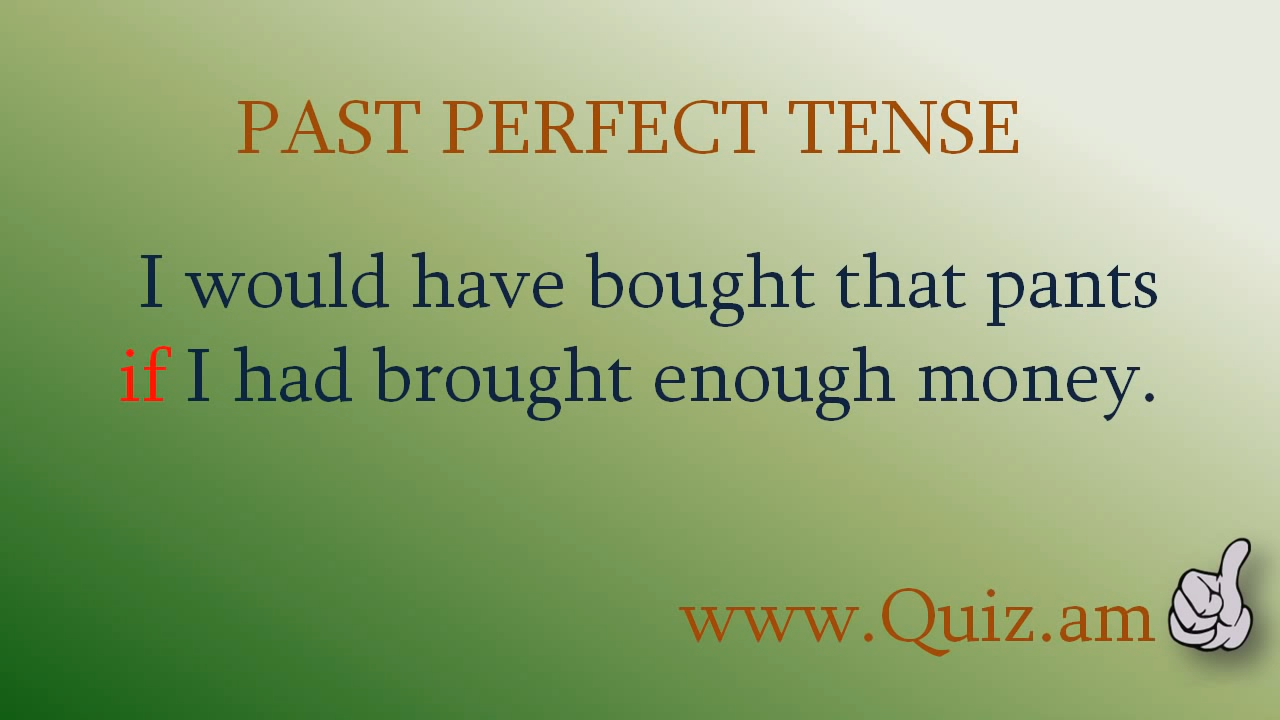 PAST PERFECT TENSE
I would have bought that pants
if I had brought enough money.
www.Quiz.am